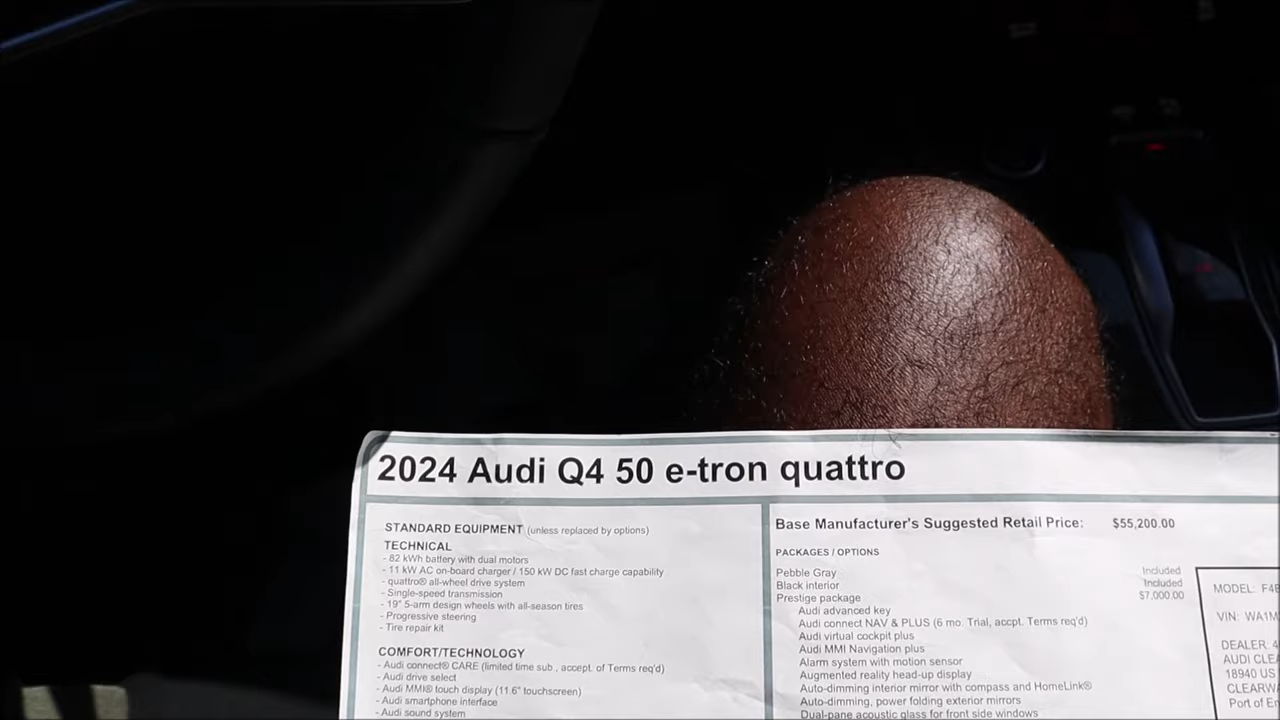 2024 Audi Q4 50 e-tron quattro
STANDARD EQUIPMENT (unless replaced by options)
TECHNICAL
- 82 kWh battery with dual motors
- 11 kW AC on-board charger / 150 kW DC fast charge capability
- quattro® all-wheel drive system
- Single-speed transmission
- 19" 5-arm design wheels with all-season tires
- Progressive steering
- Tire repair kit
COMFORT/TECHNOLOGY
- Audi connect® CARE (limited time sub , accept. of Terms req'd)
- Audi drive select
- Audi MMI® touch display (11.6" touchscreen)
- Audi smartphone interface
- Audi sound system
Base Manufacturer's Suggested Retail Price: $55,200.00
PACKAGES / OPTIONS
Pebble Gray Included
Black interior Included
Prestige package $7,000.00
Audi advanced key
Audi connect NAV & PLUS (6 mo. Trial, accpt. Terms req'd)
Audi virtual cockpit plus
Audi MMI Navigation plus
Alarm system with motion sensor
Augmented reality head-up display
Auto-dimming interior mirror with compass and HomeLink®
Auto-dimming, power folding exterior mirrors
Dual-pane acoustic glass for front side windows
MODEL:
VIN:
DEALER:
AUDI
18940 US
Port of